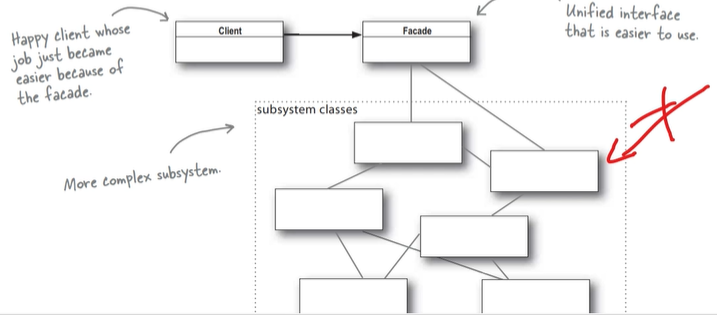 Happy client whose
job just became
easier because of
the facade.
Client
Facade
Unified interface
that is easier to use.
subsystem classes
More complex subsystem.